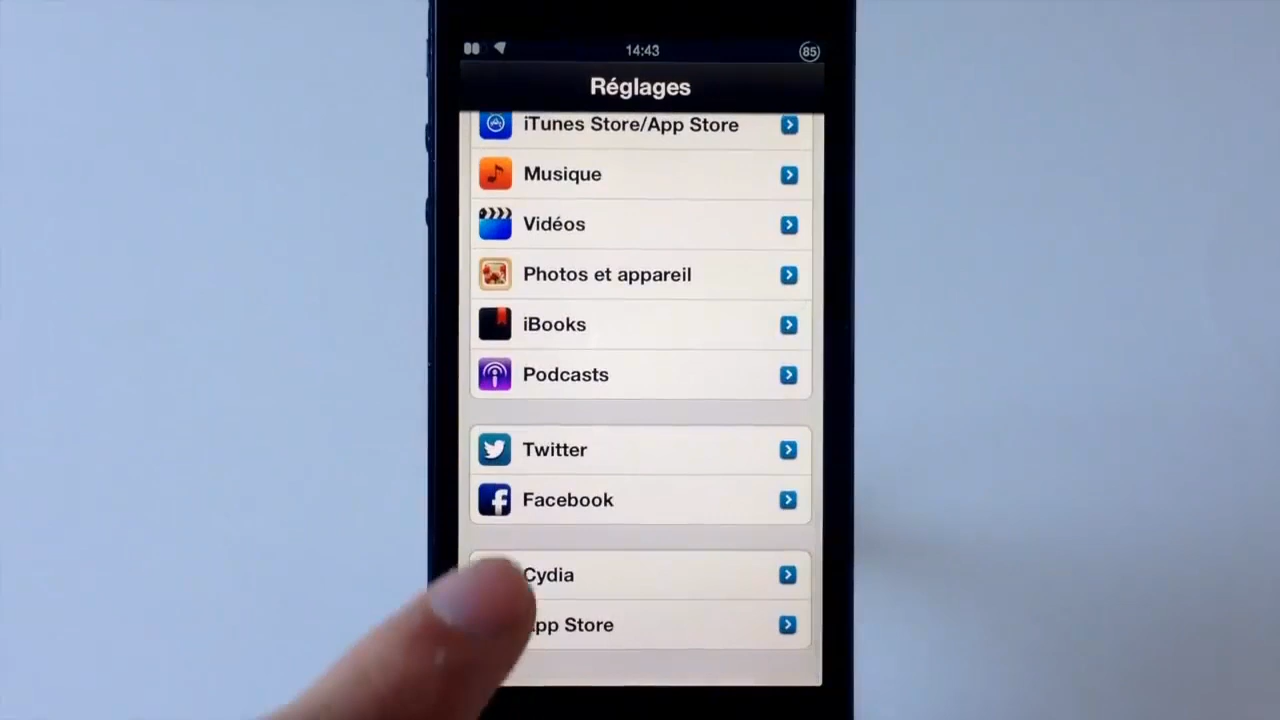 14:43
85
Réglages
iTunes Store/App Store
Musique
Vidéos
Photos et appareil
iBooks
Podcasts
Twitter
Facebook
Cydia
pp Store